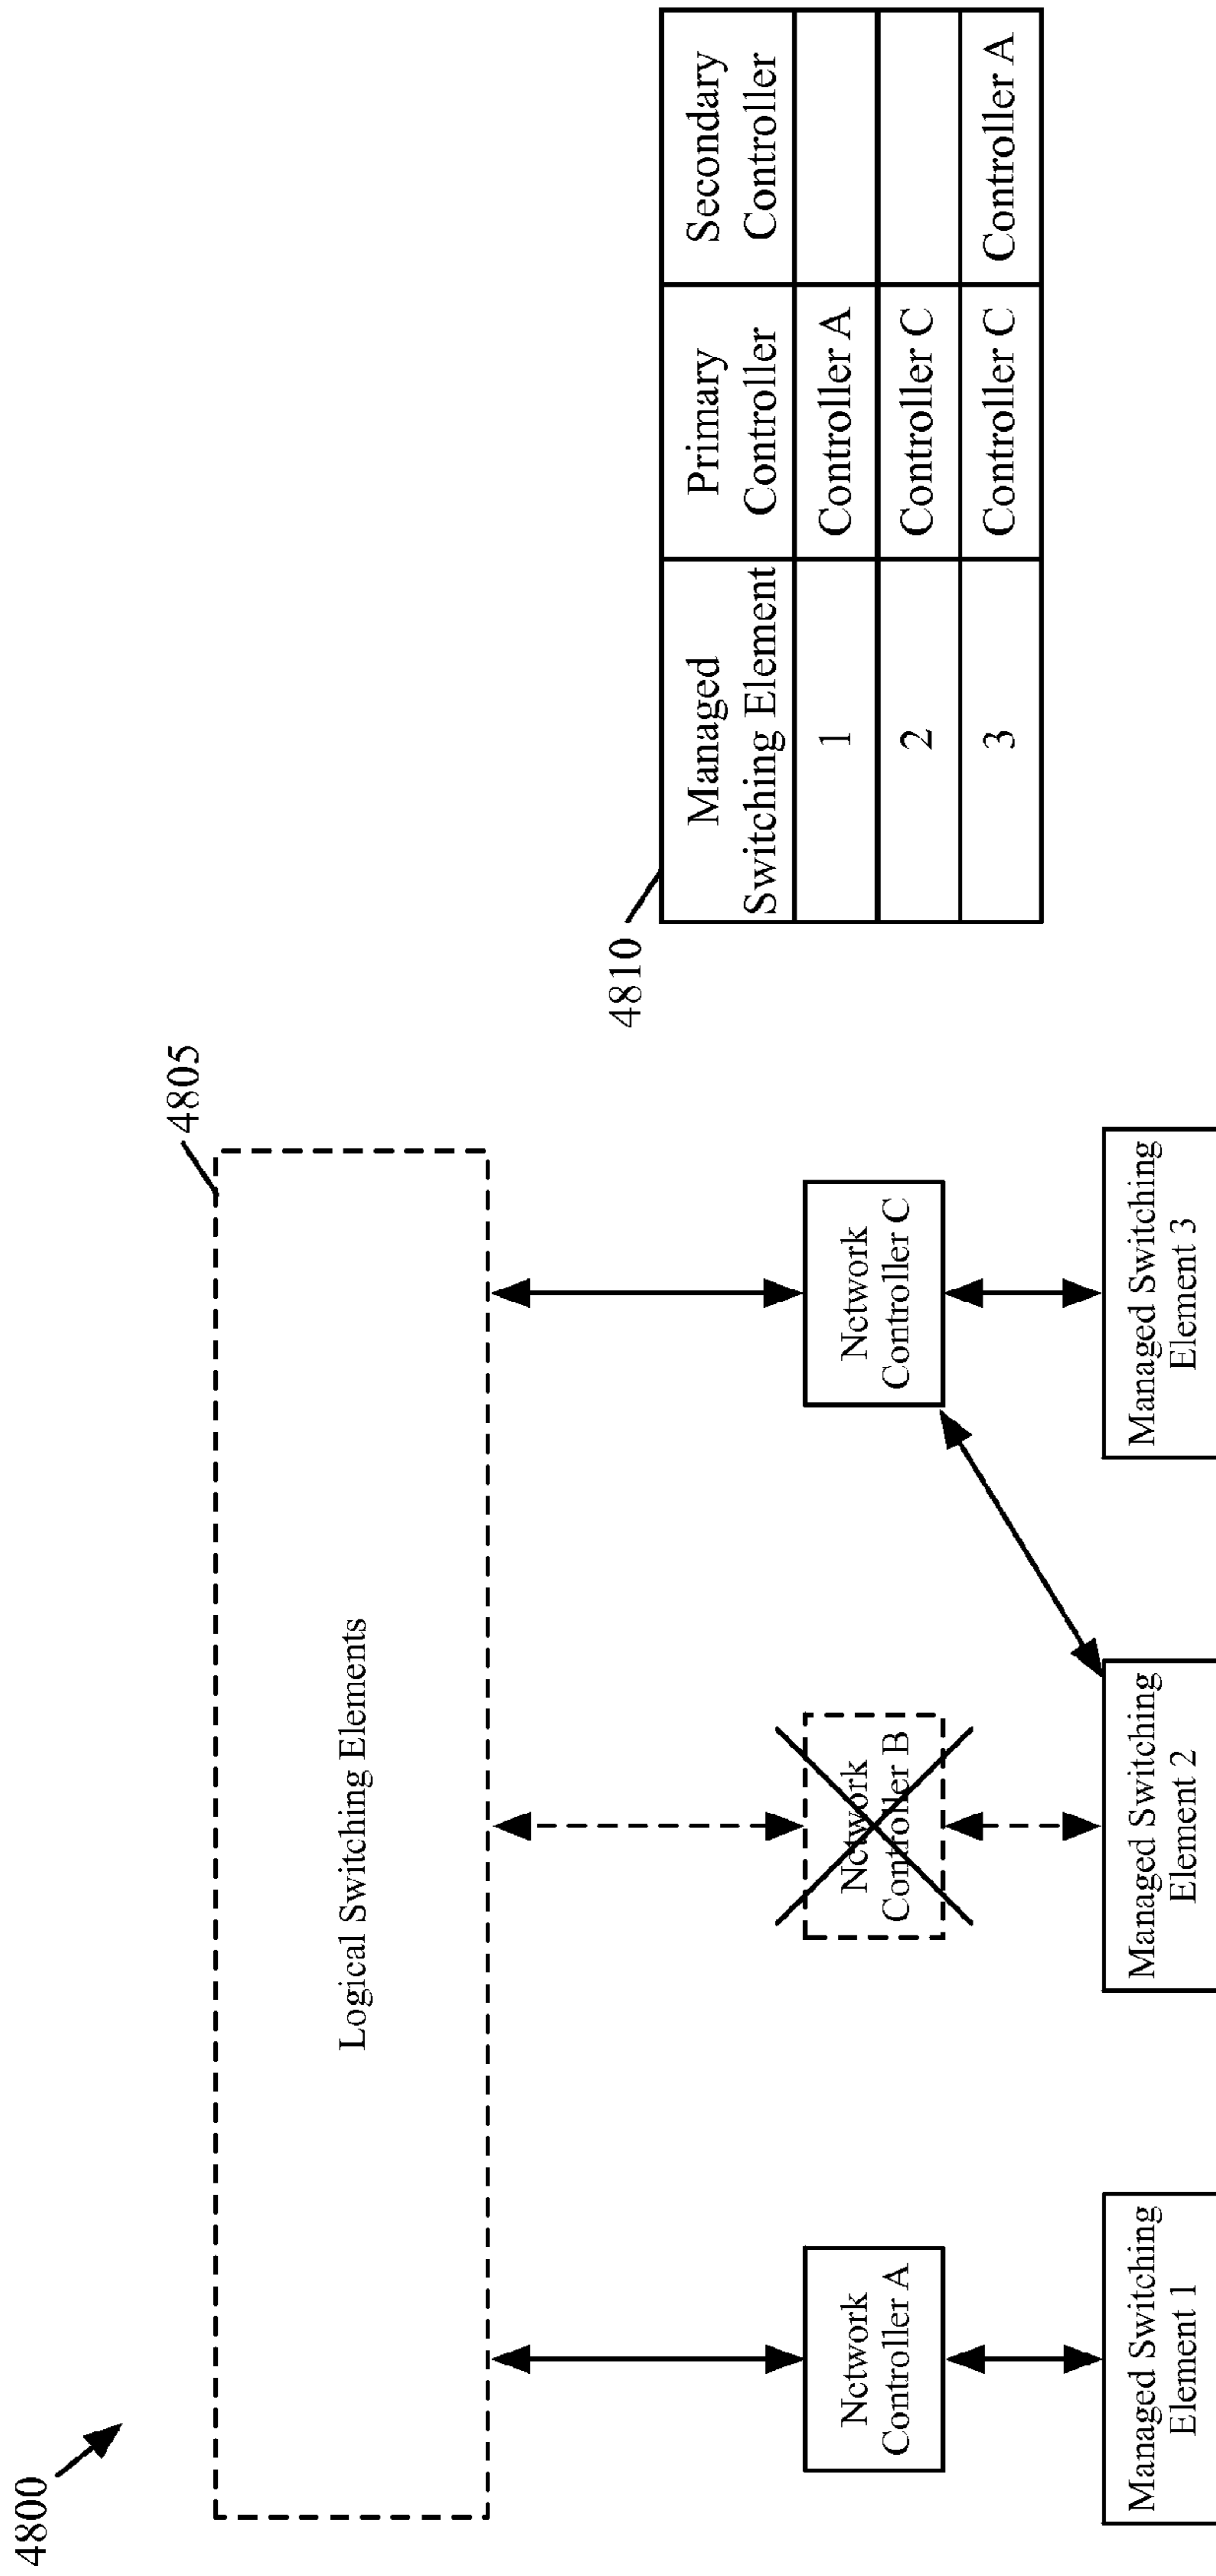 4800
4805
Logical Switching Elements
Network
Controller A
Network
Controller B
Network
Controller C
Managed Switching
Element 1
Managed Switching
Element 2
Managed Switching
Element 3
4810
Managed
Switching Element
Primary
Controller
Secondary
Controller
1
Controller A
2
Controller C
3
Controller C
Controller A